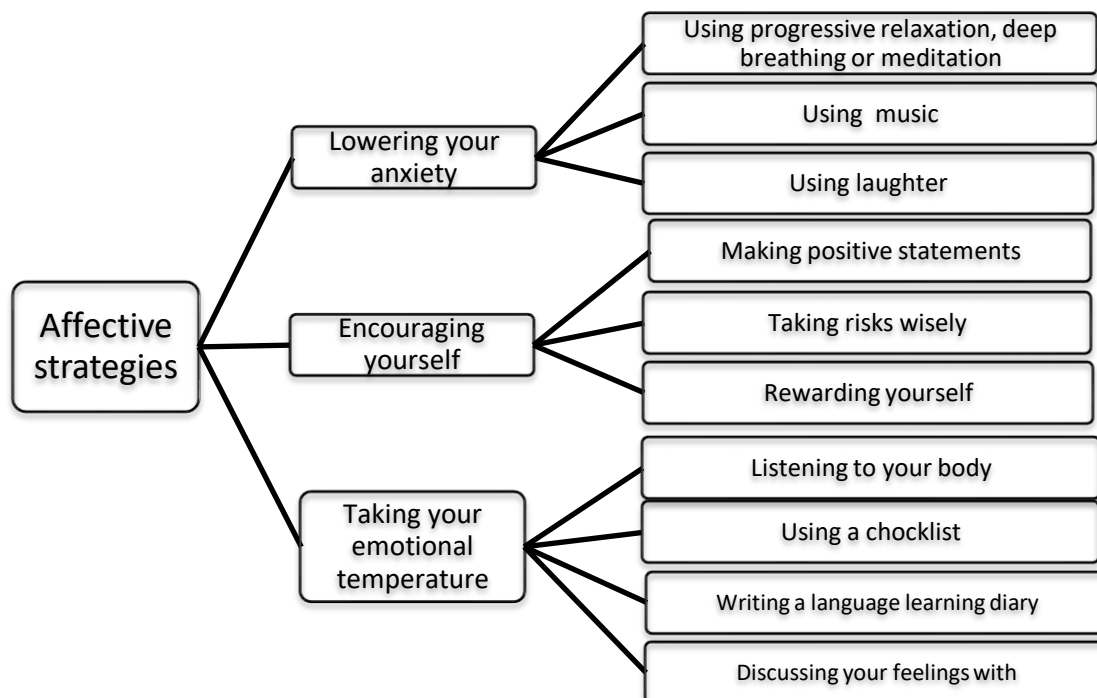 Affective
strategies
Lowering your
anxiety
Using progressive relaxation, deep
breathing or meditation
Using music
Using laughter
Encouraging
yourself
Making positive statements
Taking risks wisely
Rewarding yourself
Taking your
emotional
temperature
Listening to your body
Using a chocklist
Writing a language learning diary
Discussing your feelings with